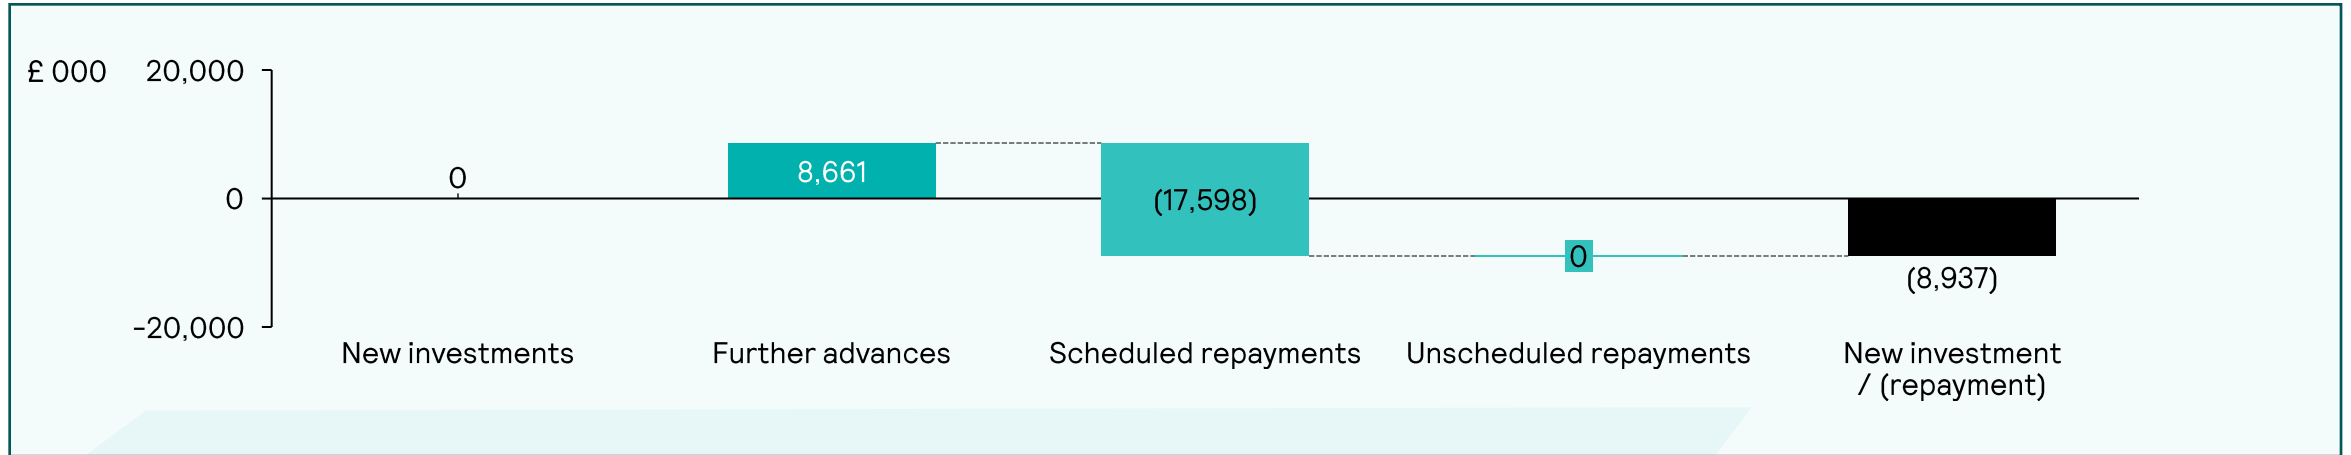 £ 000
20,000
0
8,661
0
(17,598)
0
(8,937)
-20,000
New investments
Further advances
Scheduled repayments
Unscheduled repayments
New investment
/ (repayment)